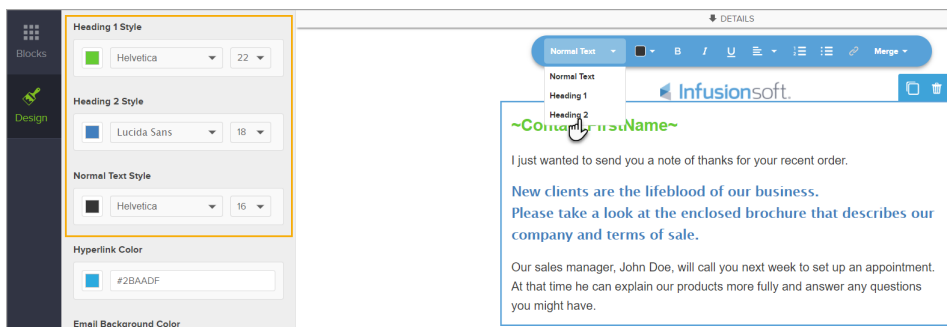 Blocks
Design
Heading 1 Style
Helvetica 22
Heading 2 Style
Lucida Sans 18
Normal Text Style
Helvetica 16
Hyperlink Color
#2BAADF
Email Background Color
DETAILS
Normal Text B I U Merge
Normal Text
Heading 1
Heading 2
Infusionsoft.
~Contact.FirstName~
I just wanted to send you a note of thanks for your recent order.
New clients are the lifeblood of our business.
Please take a look at the enclosed brochure that describes our
company and terms of sale.
Our sales manager, John Doe, will call you next week to set up an appointment.
At that time he can explain our products more fully and answer any questions
you might have.